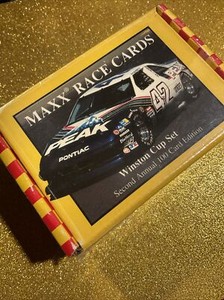 MAXX® RACE CARDS
42
PEAK
PONTIAC
Winston Cup Set
Second Annual 100 Card Edition